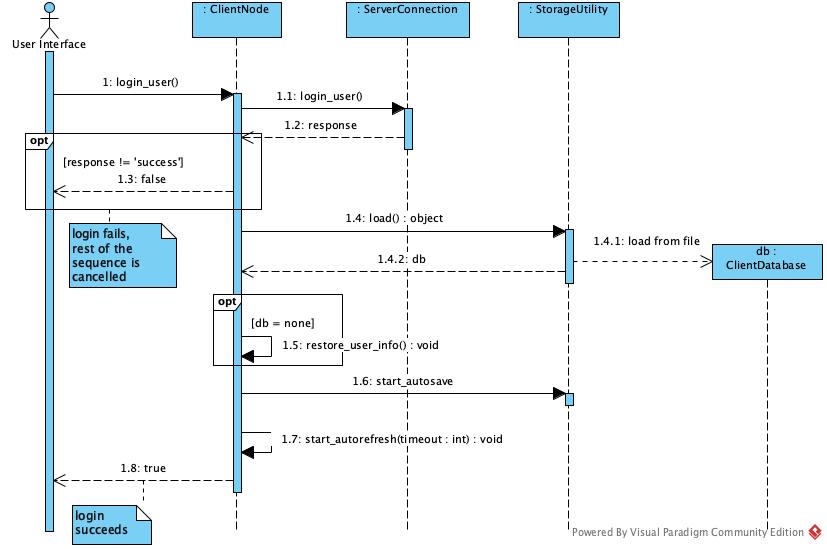 : ClientNode
: ServerConnection
: StorageUtility
User Interface
1: login_user()
1.1: login_user()
1.2: response
opt
[response != 'success']
1.3: false
login fails,
rest of the
sequence is
cancelled
1.4: load() : object
1.4.1: load from file
db :
ClientDatabase
1.4.2: db
opt
[db = none]
1.5: restore_user_info() : void
1.6: start_autosave
1.7: start_autorefresh(timeout : int) : void
1.8: true
login
succeeds
Powered By Visual Paradigm Community Edition